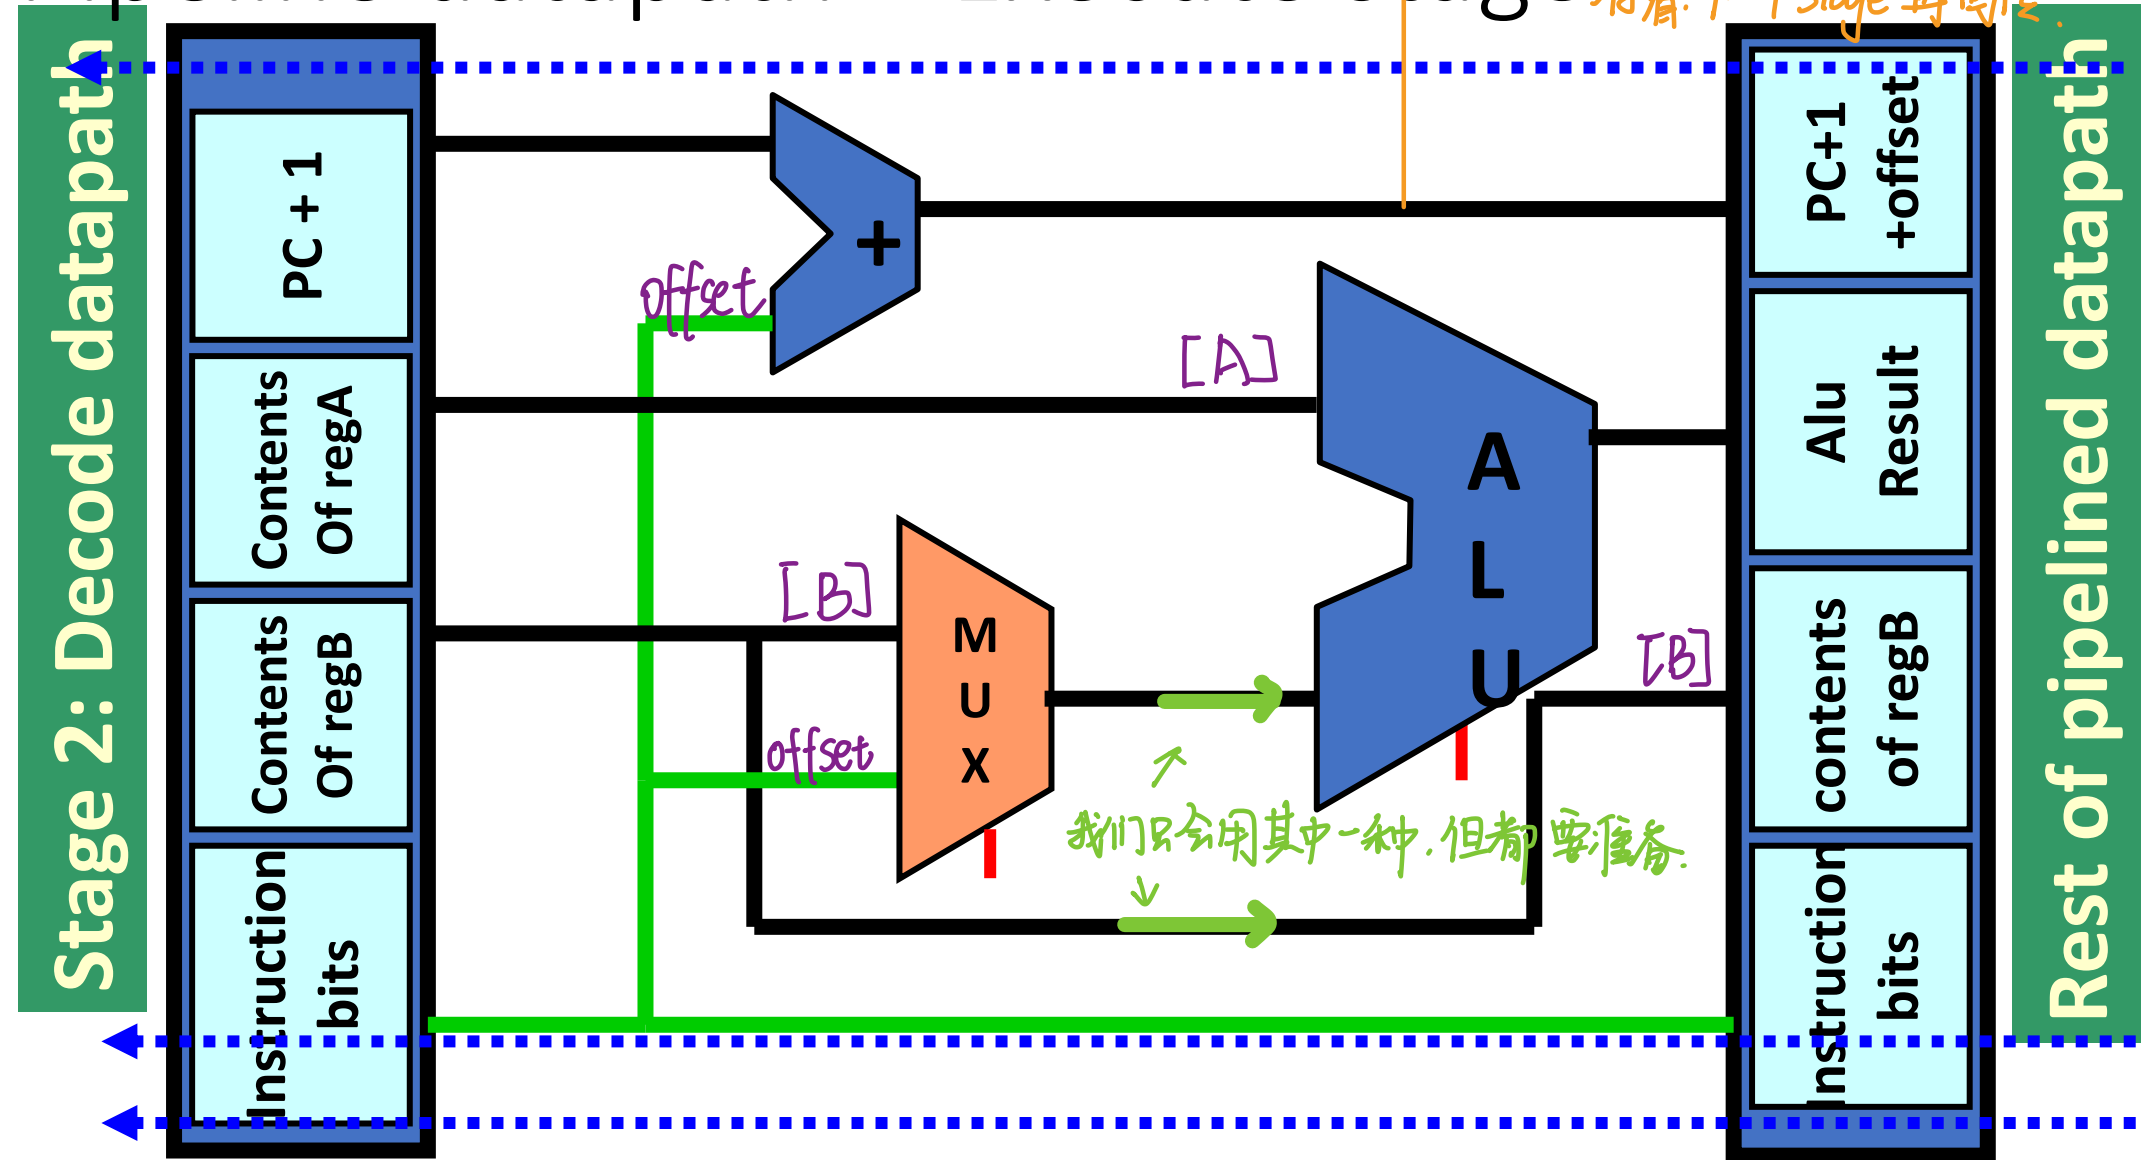 Stage 2: Decode datapath
PC + 1
Contents
Of regA
Contents
Of regB
Instruction
bits
+
offset
[A]
[B]
offset
M
U
X
A
L
U
[B]
我们只会用其中一种.但都要准备.
PC+1
+offset
Alu
Result
contents
of regB
Instruction
bits
Rest of pipelined datapath